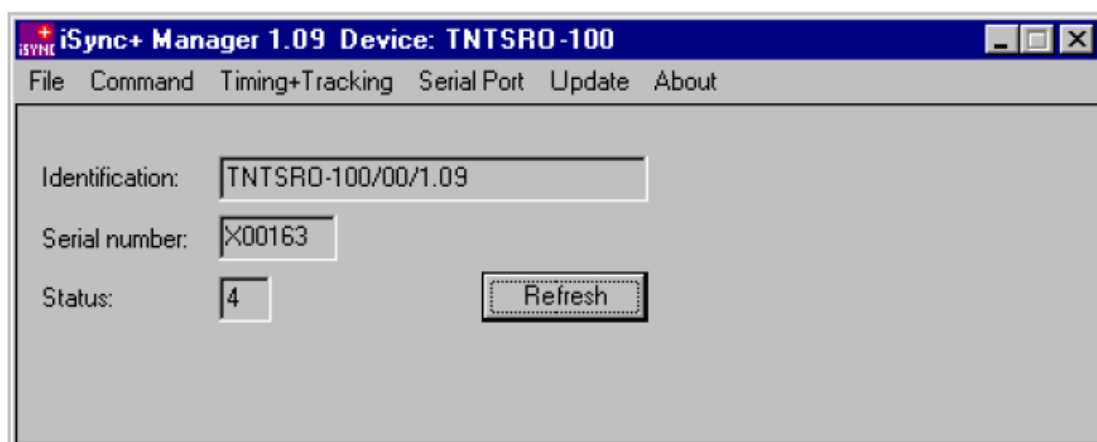 iSYNC iSync+ Manager 1.09 Device: TNTSRO-100
File Command Timing+Tracking Serial Port Update About
Identification: TNTSRO-100/00/1.09
Serial number: X00163
Status: 4 Refresh